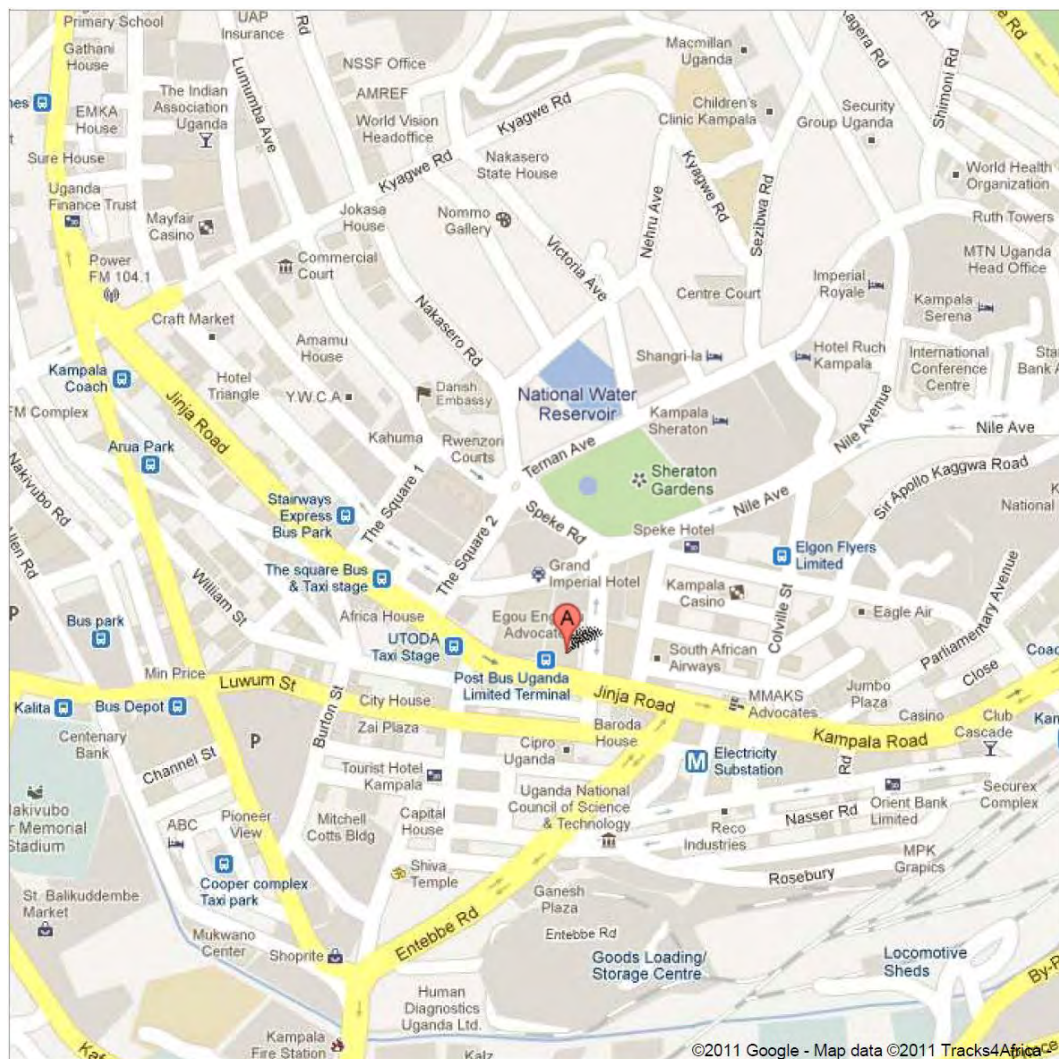 Primary School
Gathani
House
UAP
Insurance
Rd
NSSF Office
Macmillan
Uganda
Kagera Rd
Shimoni Rd
Rd
The Indian
Association
Uganda
Lumumba Ave
AMREF
World Vision
Headoffice
Kyagwe Rd
Children's
Clinic Kampala
Security
Group Uganda
EMKA
House
Sure House
Uganda
Finance Trust
Kyagwe Rd
Nakasero
State House
Kyagwe Rd
World Health
Organization
Mayfair
Casino
Jokasa
House
Nommo
Gallery
Nehru Ave
Sezibwa Rd
Ruth Towers
Power
FM 104.1
Commercial
Court
Victoria Ave
MTN Uganda
Head Office
Centre Court
Imperial
Royale
Kampala
Serena
Craft Market
Nakasero Rd
Amamu
House
Shangri-la
Hotel Ruch
Kampala
International
Conference
Centre
Kampala
Coach
Hotel
Triangle
Y.W.C.A
Danish
Embassy
National Water
Reservoir
Kampala
Sheraton
Nile Avenue
FM Complex
Jinja Road
Kahuma
Rwenzori
Courts
Ternan Ave
Nile Ave
Arua Park
Nakivubo Rd
The Square 1
Sheraton
Gardens
Sir Apollo Kaggwa Road
Stairways
Express
Bus Park
The Square 2
Speke Rd
Nile Ave
Speke Hotel
National
Allen Rd
The square Bus
& Taxi stage
Grand
Imperial Hotel
Elgon Flyers
Limited
William St
Africa House
Kampala
Casino
Colville St
Eagle Air
Parliamentary Avenue
P
Bus park
UTODA
Taxi Stage
A
South African
Airways
Close
Min Price
Luwum St
Post Bus Uganda
Limited Terminal
Jinja Road
MMAKS
Advocates
Jumbo
Plaza
Kalita
Bus Depot
City House
Burton St
Zai Plaza
Baroda
House
Kampala Road
Casino
Club
Cascade
Centenary
Bank
P
Channel St
Cipro
Uganda
M
Electricity
Substation
Rd
Tourist Hotel
Kampala
Uganda National
Council of Science
& Technology
Nasser Rd
Orient Bank
Limited
Securex
Complex
Stadium
ABC
Pioneer
View
Mitchell
Cotts Bldg
Capital
House
Reco
Industries
MPK
Grapics
Cooper complex
Taxi park
Shiva
Temple
Rosebury
St. Balikuddembe
Market
Ganesh
Plaza
Mukwano
Center
Shoprite
Entebbe Rd
Entebbe Rd
Goods Loading/
Storage Centre
Locomotive
Sheds
Human
Diagnostics
Uganda Ltd.
Kampala
Fire Station
©2011 Google - Map data ©2011 Tracks4Africa -